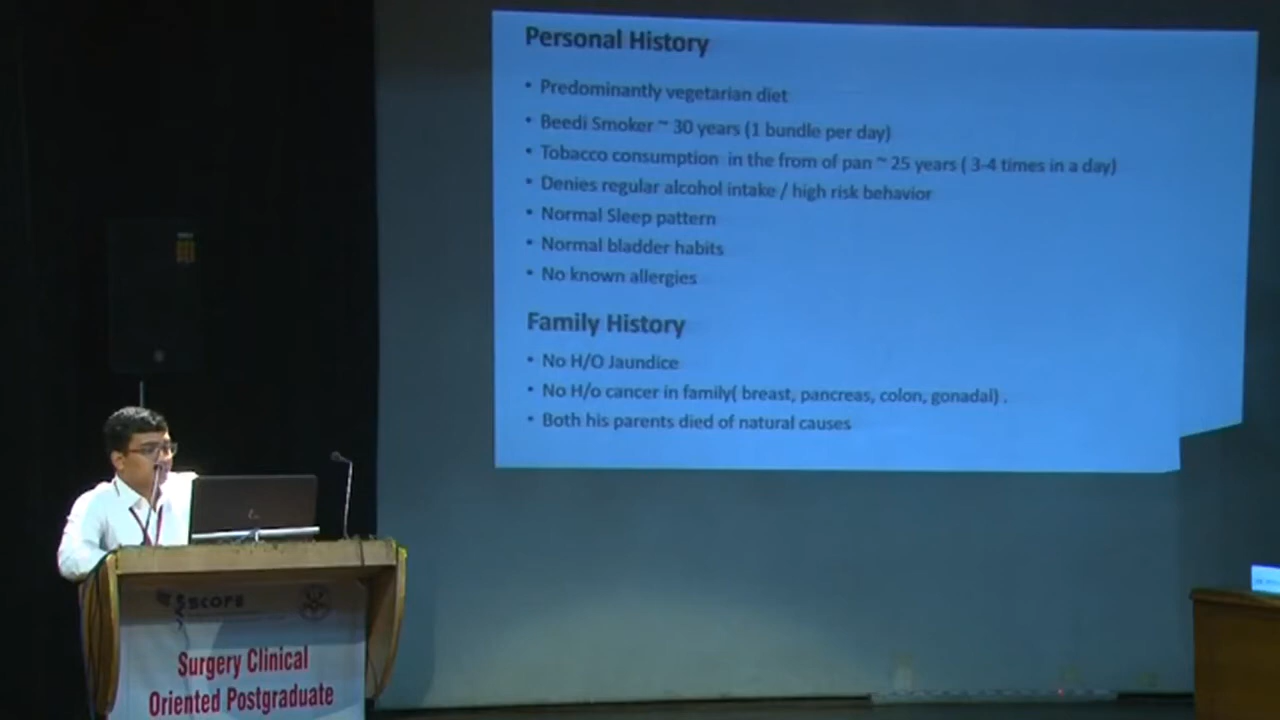 Personal History
• Predominantly vegetarian diet
• Beedi Smoker ~ 30 years (1 bundle per day)
• Tobacco consumption in the from of pan ~ 25 years ( 3-4 times in a day)
• Denies regular alcohol intake / high risk behavior
• Normal Sleep pattern
• Normal bladder habits
• No known allergies
Family History
• No H/O Jaundice
• No H/o cancer in family( breast, pancreas, colon, gonadal) .
• Both his parents died of natural causes
SCOPE
Surgery Clinical
Oriented Postgraduate